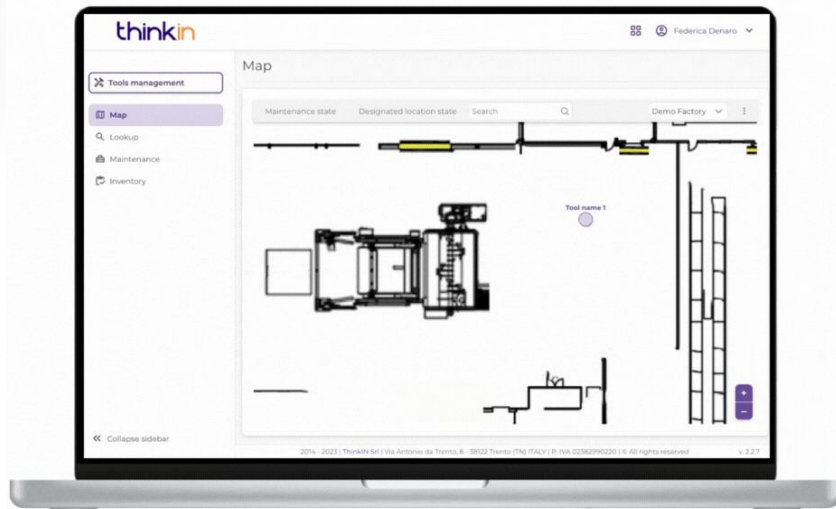 thinkin
Federica Denaro
Tools management
Map
Lookup
Maintenance
Inventory
Collapse sidebar
Map
Maintenance state Designated location state Search Demo Factory
Tool name 1
+
-
2014 - 2023 | ThinkIN Srl | Via Antonio da Trento, 8 - 38122 Trento (TN) ITALY | P. IVA 02382990220 | © All rights reserved v. 2.2.7